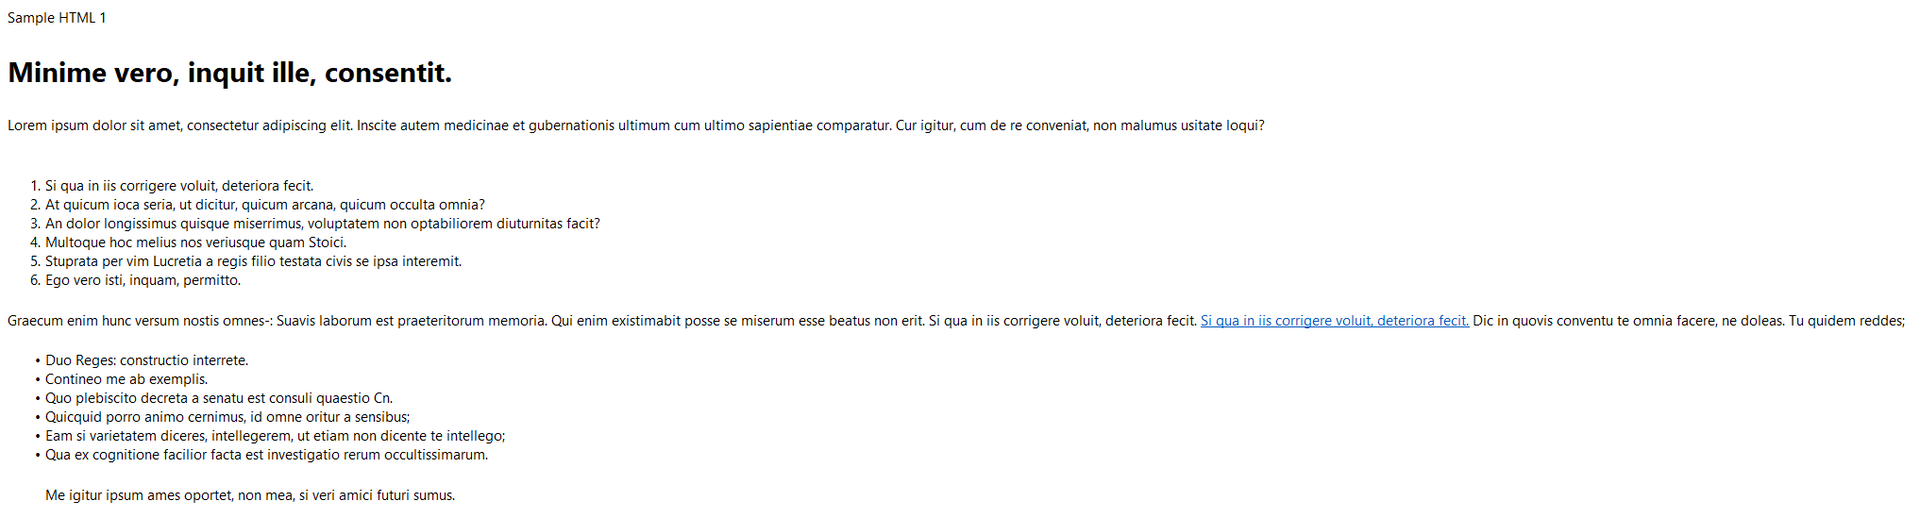 Sample HTML 1
Minime vero, inquit ille, consentit.
Lorem ipsum dolor sit amet, consectetur adipiscing elit. Inscite autem medicinae et gubernationis ultimum cum ultimo sapientiae comparatur. Cur igitur, cum de re conveniat, non malumus usitate loqui?
1. Si qua in iis corrigere voluit, deteriora fecit.
2. At quicum ioca seria, ut dicitur, quicum arcana, quicum occulta omnia?
3. An dolor longissimus quisque miserrimus, voluptatem non optabiliorem diuturnitas facit?
4. Multoque hoc melius nos veriusque quam Stoici.
5. Stuprata per vim Lucretia a regis filio testata civis se ipsa interemit.
6. Ego vero isti, inquam, permitto.
Graecum enim hunc versum nostis omnes-: Suavis laborum est praeteritorum memoria. Qui enim existimabit posse se miserum esse beatus non erit. Si qua in iis corrigere voluit, deteriora fecit. Si qua in iis corrigere voluit, deteriora fecit. Dic in quovis conventu te omnia facere, ne doleas. Tu quidem reddes;
• Duo Reges: constructio interrete.
• Contineo me ab exemplis.
• Quo plebiscito decreta a senatu est consuli quaestio Cn.
• Quicquid porro animo cernimus, id omne oritur a sensibus;
• Eam si varietatem diceres, intellegerem, ut etiam non dicente te intellego;
• Qua ex cognitione facilior facta est investigatio rerum occultissimarum.
Me igitur ipsum ames oportet, non mea, si veri amici futuri sumus.